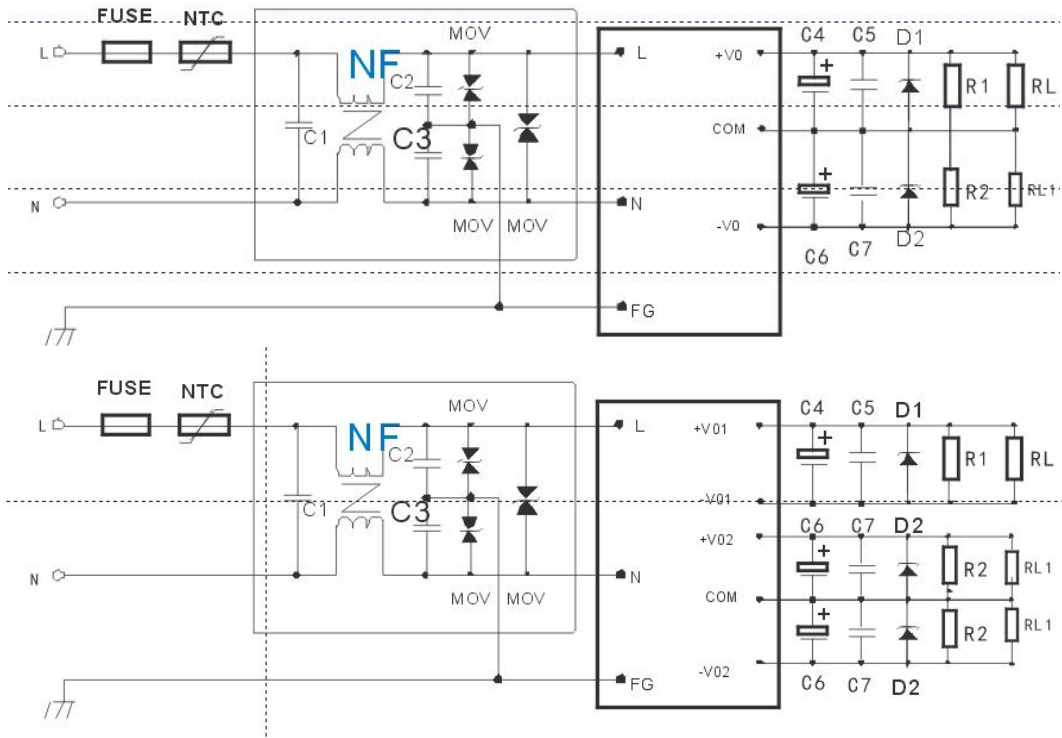 FUSE NTC MOV C4 C5 D1
L NF C2 L +V0 R1 RL
C1 C3 COM
N MOV MOV N -V0 R2 RL1
C6 C7 D2
FG
FUSE NTC MOV C4 C5 D1
L NF C2 L +V01 R1 RL
C1 C3 -V01
C6 C7 D2
+V02 R2 RL1
N MOV MOV N COM
R2 RL1
-V02 C6 C7 D2
FG